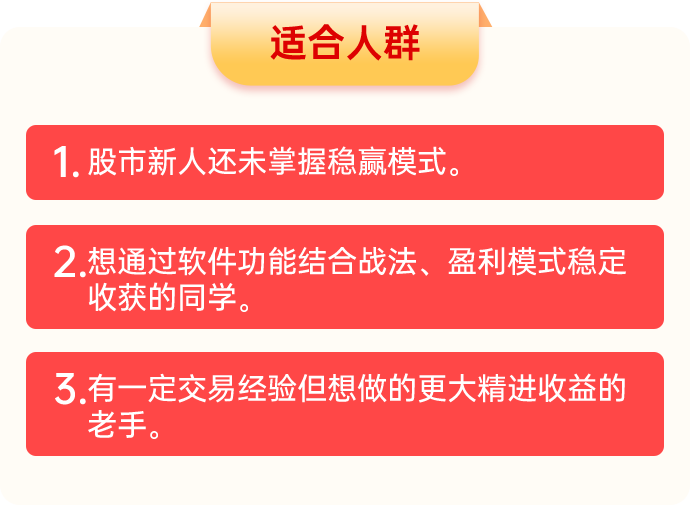 适合人群
1. 股市新人还未掌握稳赢模式。
2. 想通过软件功能结合战法、盈利模式稳定
收获的同学。
3. 有一定交易经验但想做的更大精进收益的
老手。